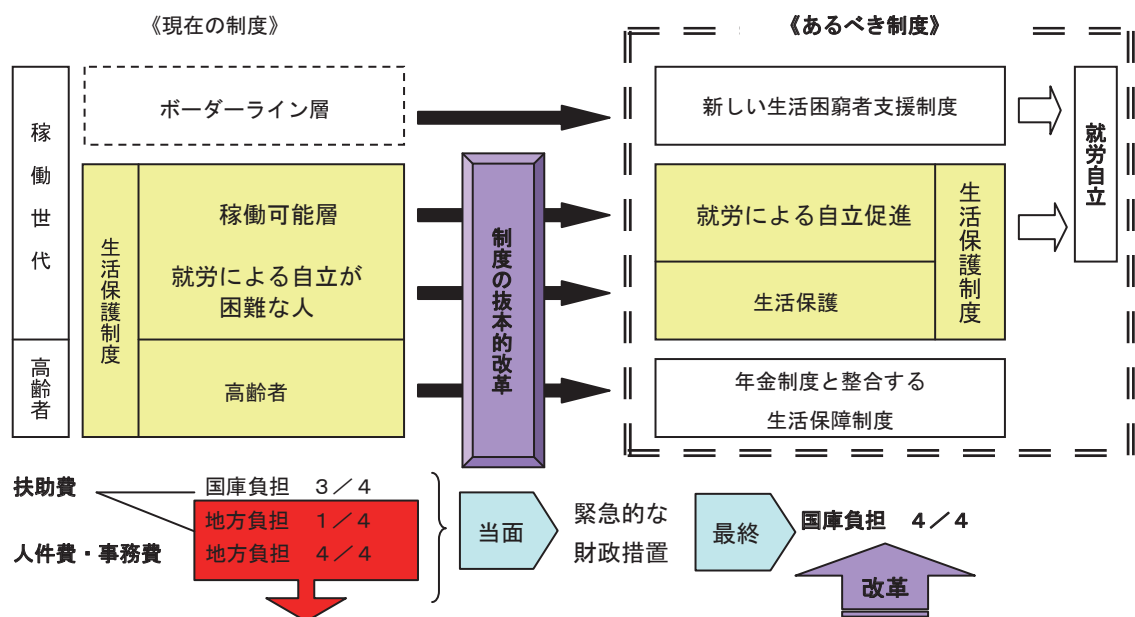 《現在の制度》
《あるべき制度》
稼働世代
高齢者
ボーダーライン層
生活保護制度
稼働可能層
就労による自立が
困難な人
高齢者
制度の抜本的改革
新しい生活困窮者支援制度
就労による自立促進
生活保護
生活保護制度
年金制度と整合する
生活保障制度
就労自立
扶助費
国庫負担 3/4
地方負担 1/4
人件費・事務費
地方負担 4/4
当面
緊急的な
財政措置
最終
国庫負担 4/4
改革